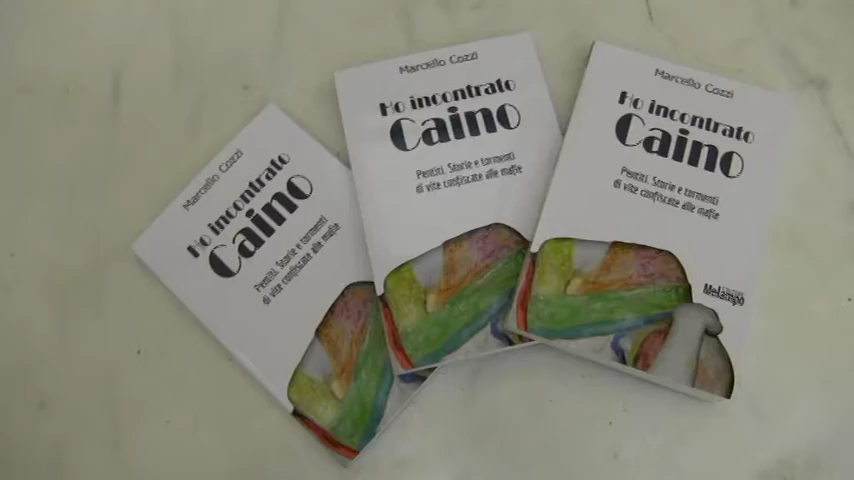 Marcello Cozzi
Ho incontrato
Caino
Pentiti. Storie e tormenti
di vite confiscate alle mafie
Marcello Cozzi
Ho incontrato
Caino
Pentiti. Storie e tormenti
di vite confiscate alle mafie
Marcello Cozzi
Ho incontrato
Caino
Pentiti. Storie e tormenti
di vite confiscate alle mafie
Melampo